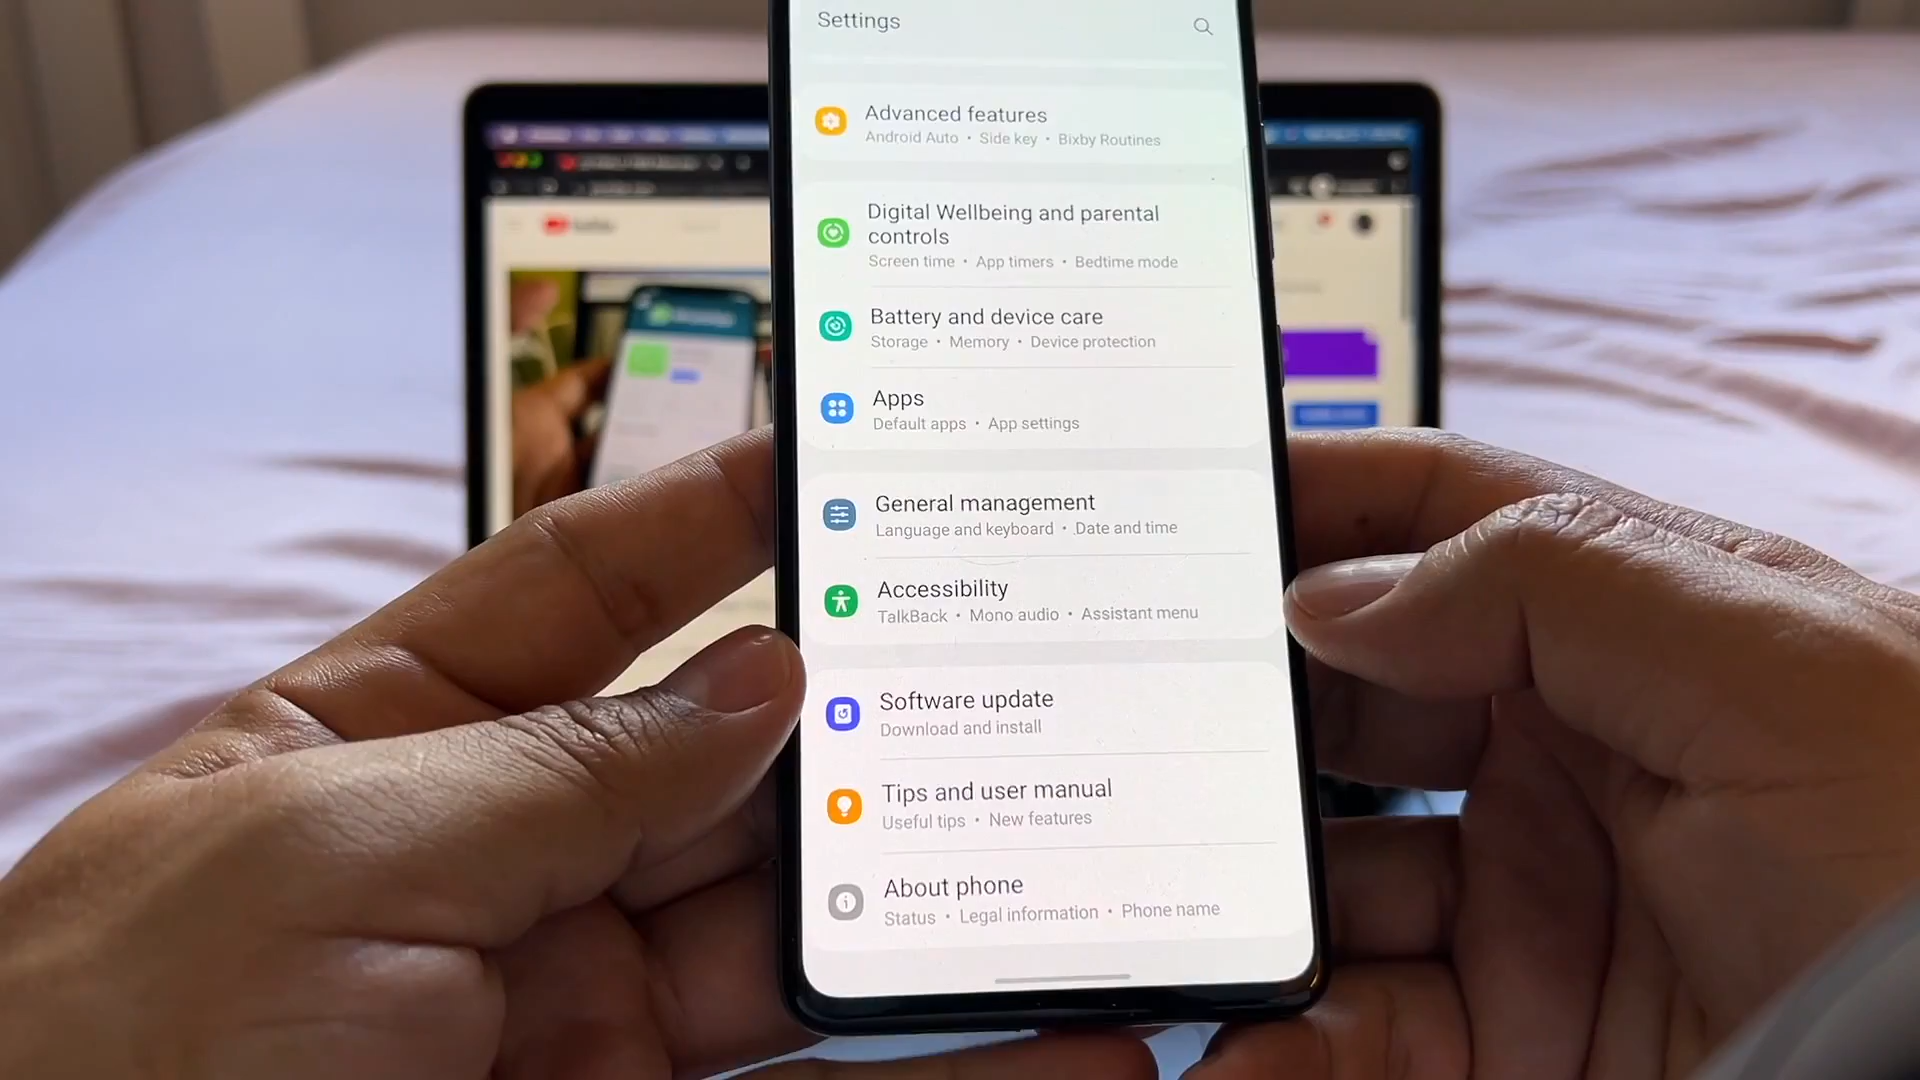 Settings
Advanced features
Android Auto • Side key • Bixby Routines
Digital Wellbeing and parental
controls
Screen time • App timers • Bedtime mode
Battery and device care
Storage • Memory • Device protection
Apps
Default apps • App settings
General management
Language and keyboard • Date and time
Accessibility
TalkBack • Mono audio • Assistant menu
Software update
Download and install
Tips and user manual
Useful tips • New features
About phone
Status • Legal information • Phone name